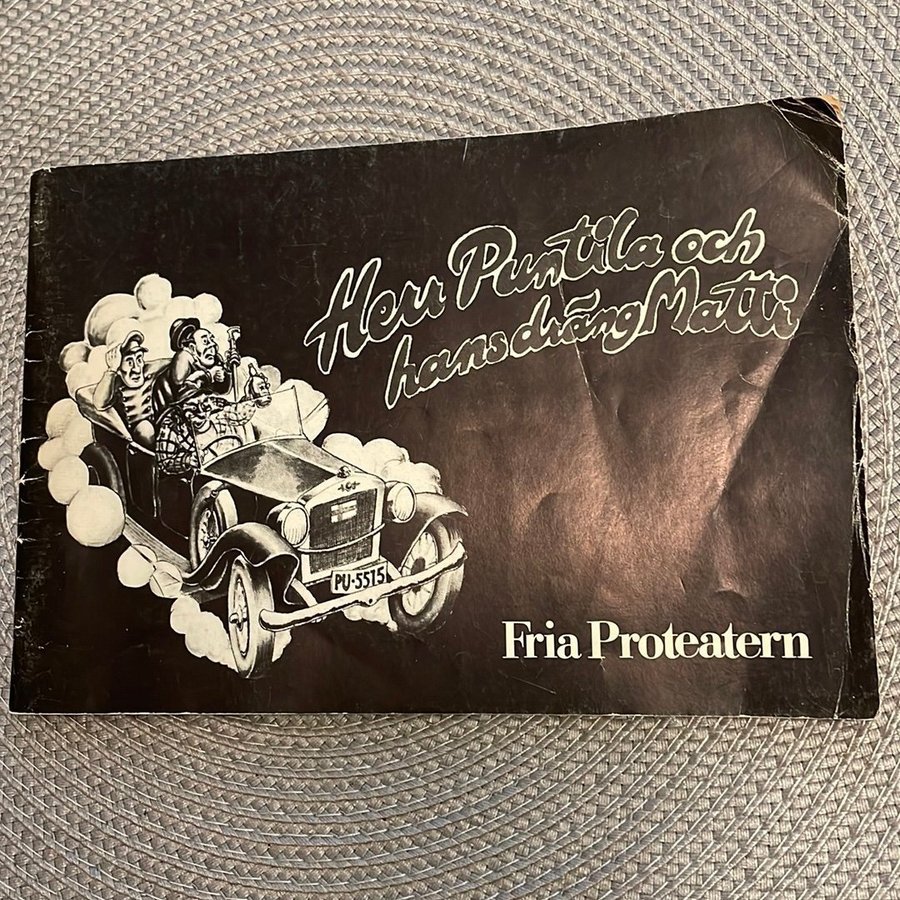 Herr Puntila och
hans dräng Matti
PU-5515
Fria Proteatern